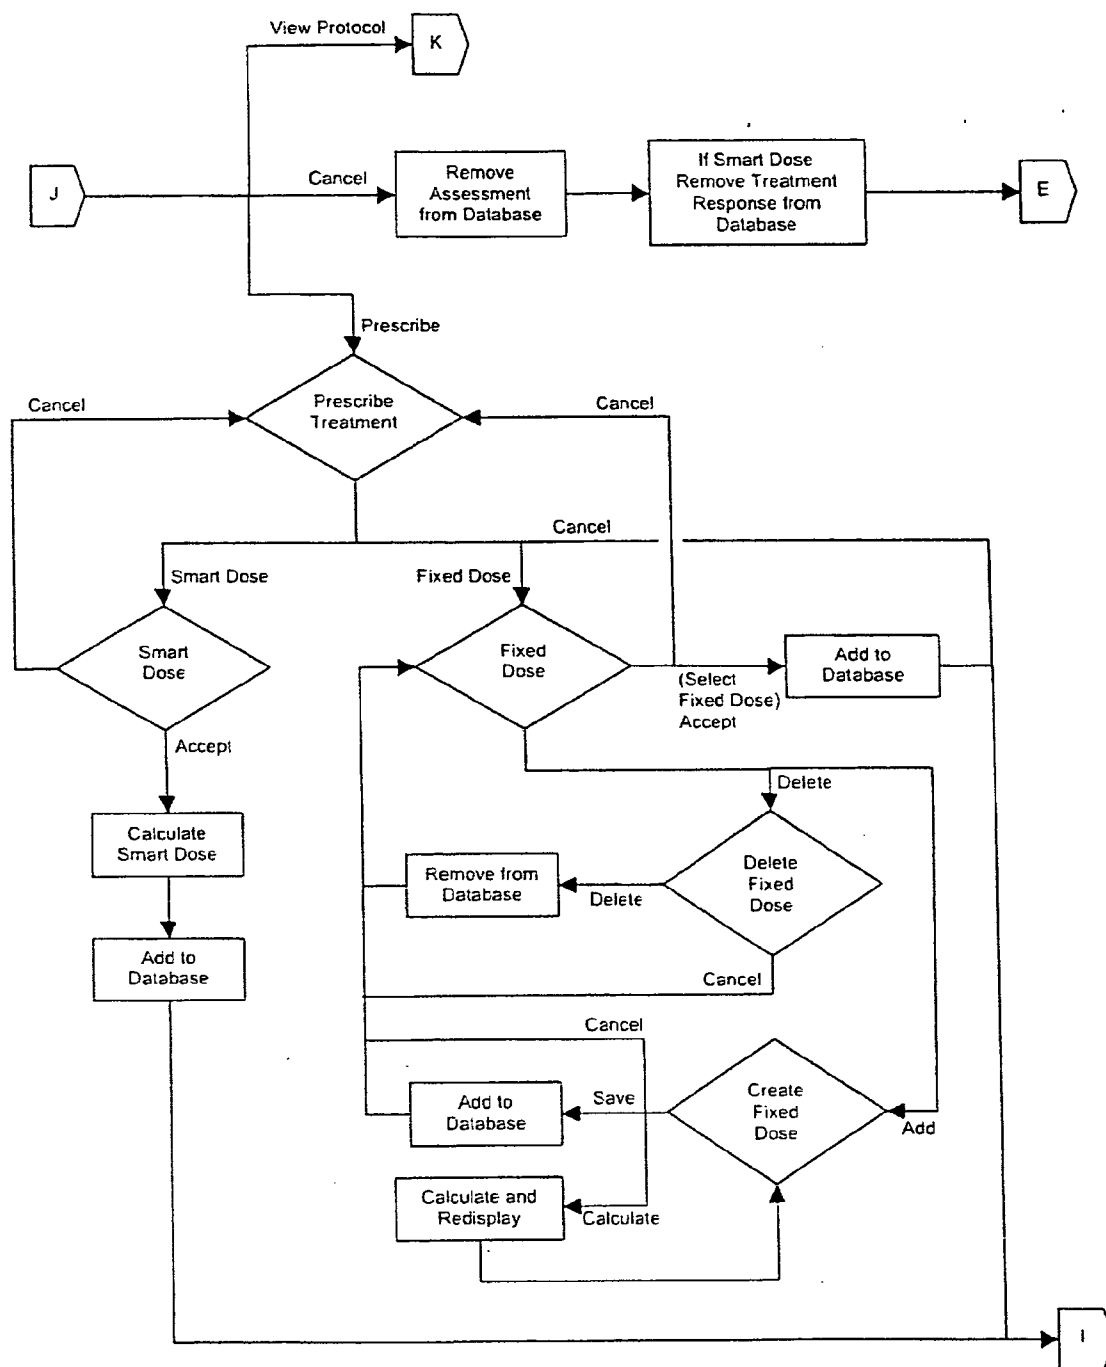 View Protocol
K
J
Cancel
Remove
Assessment
from Database
If Smart Dose
Remove Treatment
Response from
Database
E
Prescribe
Cancel
Prescribe
Treatment
Cancel
Cancel
Smart Dose
Fixed Dose
Smart
Dose
Fixed
Dose
(Select
Fixed Dose)
Accept
Add to
Database
Accept
Delete
Calculate
Smart Dose
Remove from
Database
Delete
Delete
Fixed
Dose
Add to
Database
Cancel
Cancel
Add to
Database
Save
Create
Fixed
Dose
Add
Calculate and
Redisplay
Calculate
I